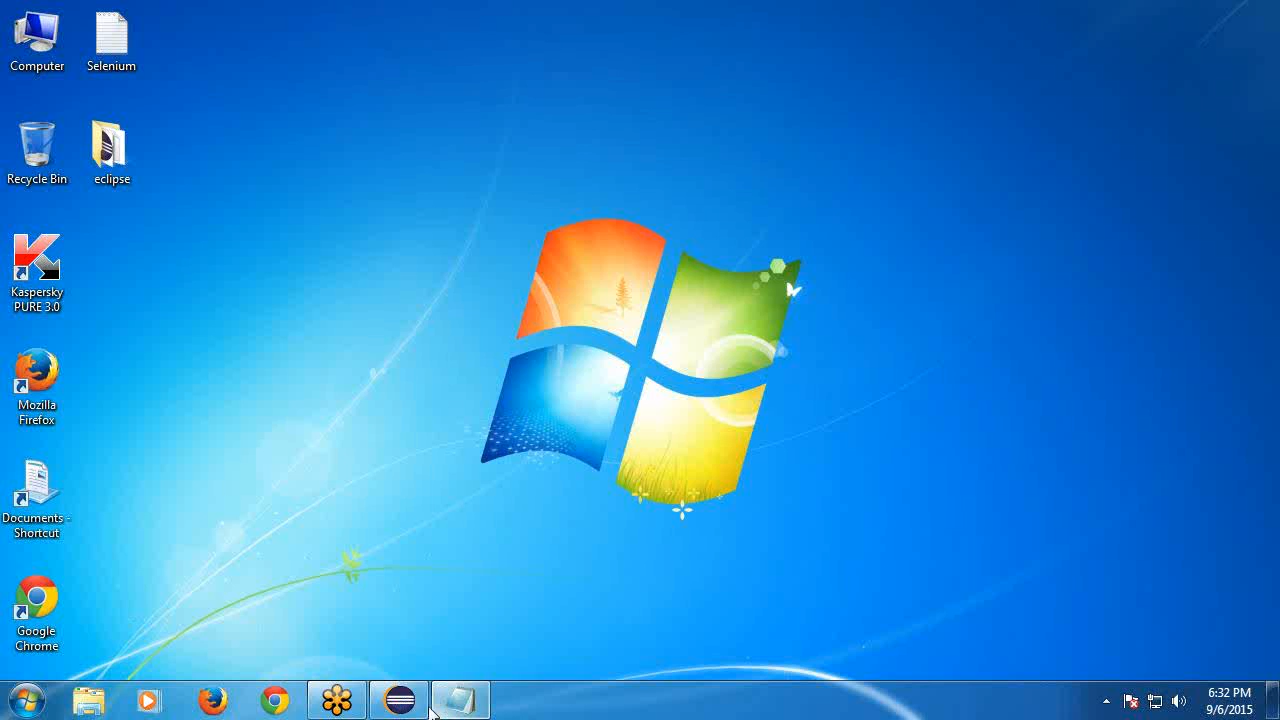 Computer
Selenium
Recycle Bin
eclipse
Kaspersky
PURE 3.0
Mozilla
Firefox
Documents -
Shortcut
Google
Chrome
6:32 PM
9/6/2015